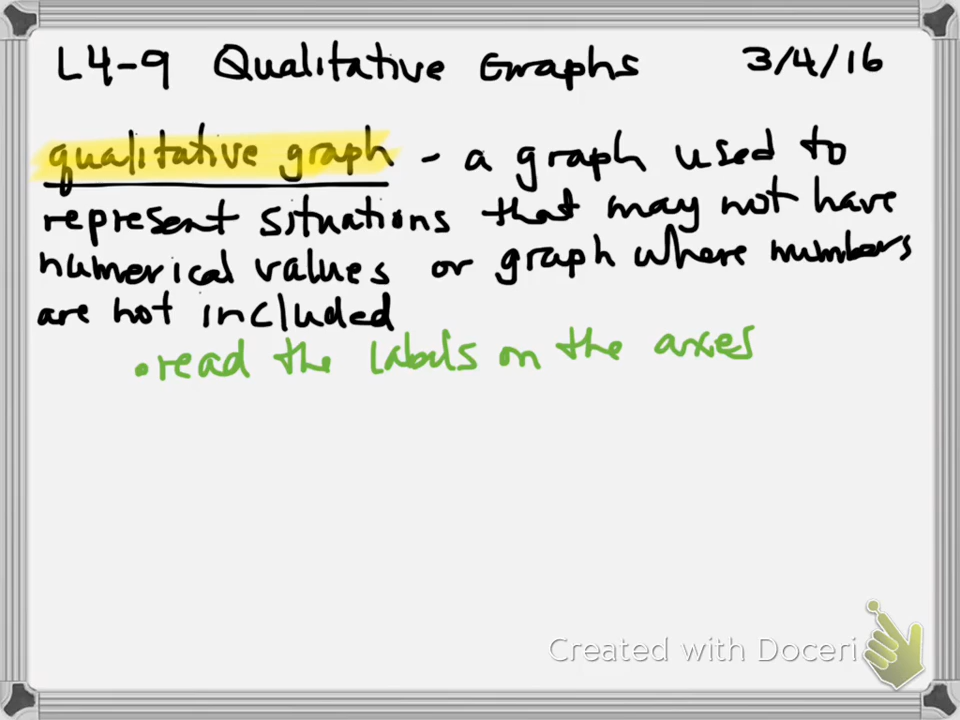 L4-9 Qualitative Graphs 3/4/16
qualitative graph - a graph used to
represent situations that may not have
numerical values or graph where numbers
are not included
• read the labels on the axes
Created with Doceri